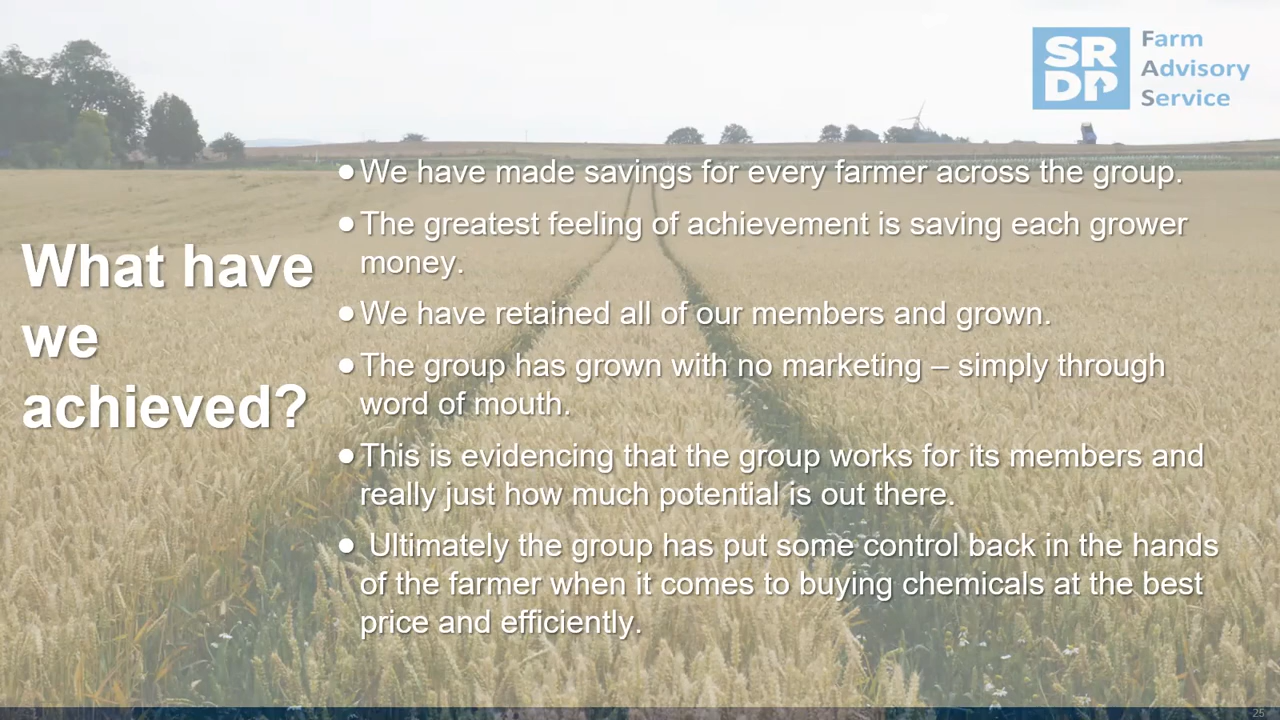 SR
DP
Farm
Advisory
Service
What have
we
achieved?
●We have made savings for every farmer across the group.
●The greatest feeling of achievement is saving each grower
money.
●We have retained all of our members and grown.
●The group has grown with no marketing – simply through
word of mouth.
●This is evidencing that the group works for its members and
really just how much potential is out there.
● Ultimately the group has put some control back in the hands
of the farmer when it comes to buying chemicals at the best
price and efficiently.
25